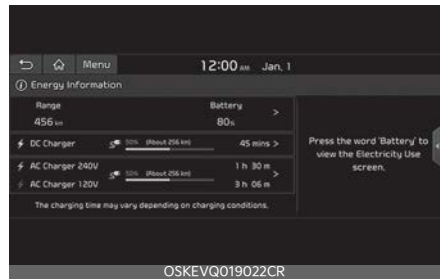 Menu
12:00 AM Jan, 1
Energy Information
Range Battery
456 km 80% >
DC Charger 50% (About 256 km) 45 mins >
AC Charger 240V 1 h 30 m
50% (About 256 km) >
AC Charger 120V 3 h 06 m
The charging time may vary depending on charging conditions.
Press the word 'Battery' to
view the Electricity Use
screen.
OSKEVQ019022CR